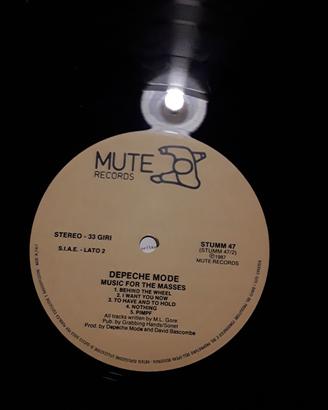 MUTE
RECORDS
STEREO - 33 GIRI
S.I.A.E. - LATO 2
STUMM 47
(STUMM 47/2)
Ⓟ1987
MUTE RECORDS
DEPECHE MODE
MUSIC FOR THE MASSES
1. BEHIND THE WHEEL
2. I WANT YOU NOW
3. TO HAVE AND TO HOLD
4. NOTHING
5. PIMPF
All tracks written by M.L. Gore
Pub. by Grabbing Hands/Sonet
Prod. by Depeche Mode and David Bascombe